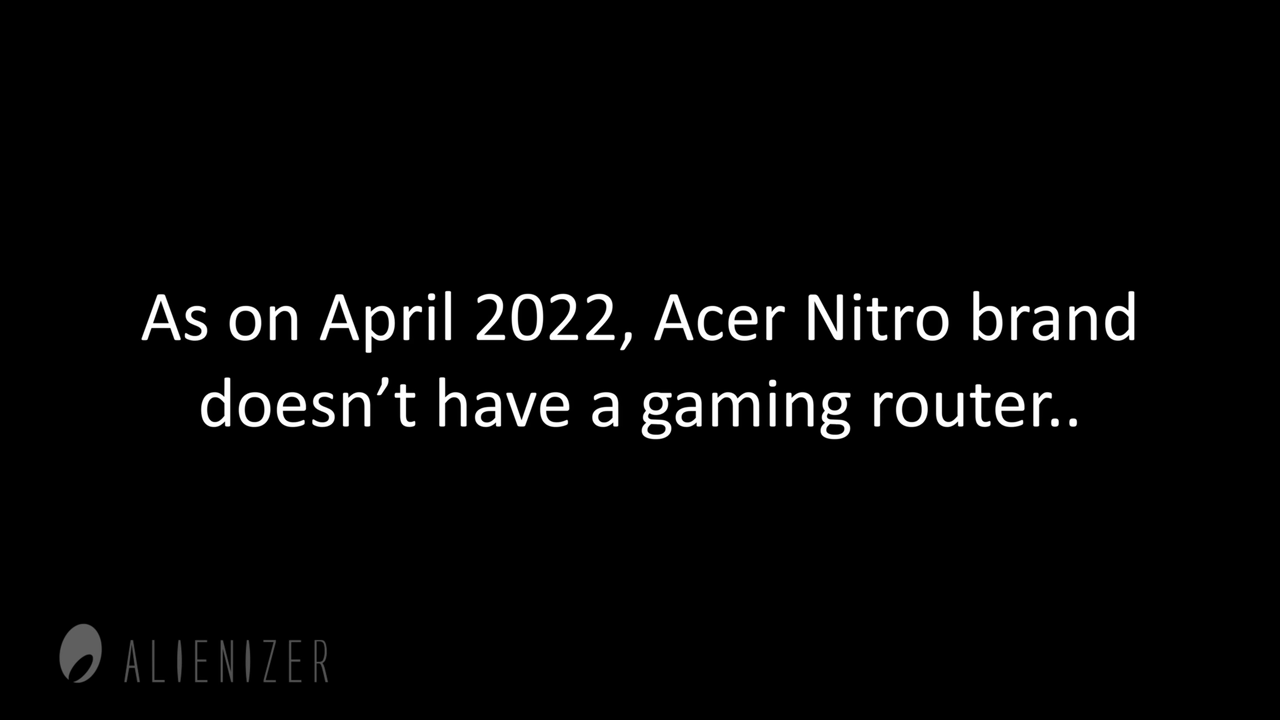 As on April 2022, Acer Nitro brand
doesn’t have a gaming router..
ALIENIZER